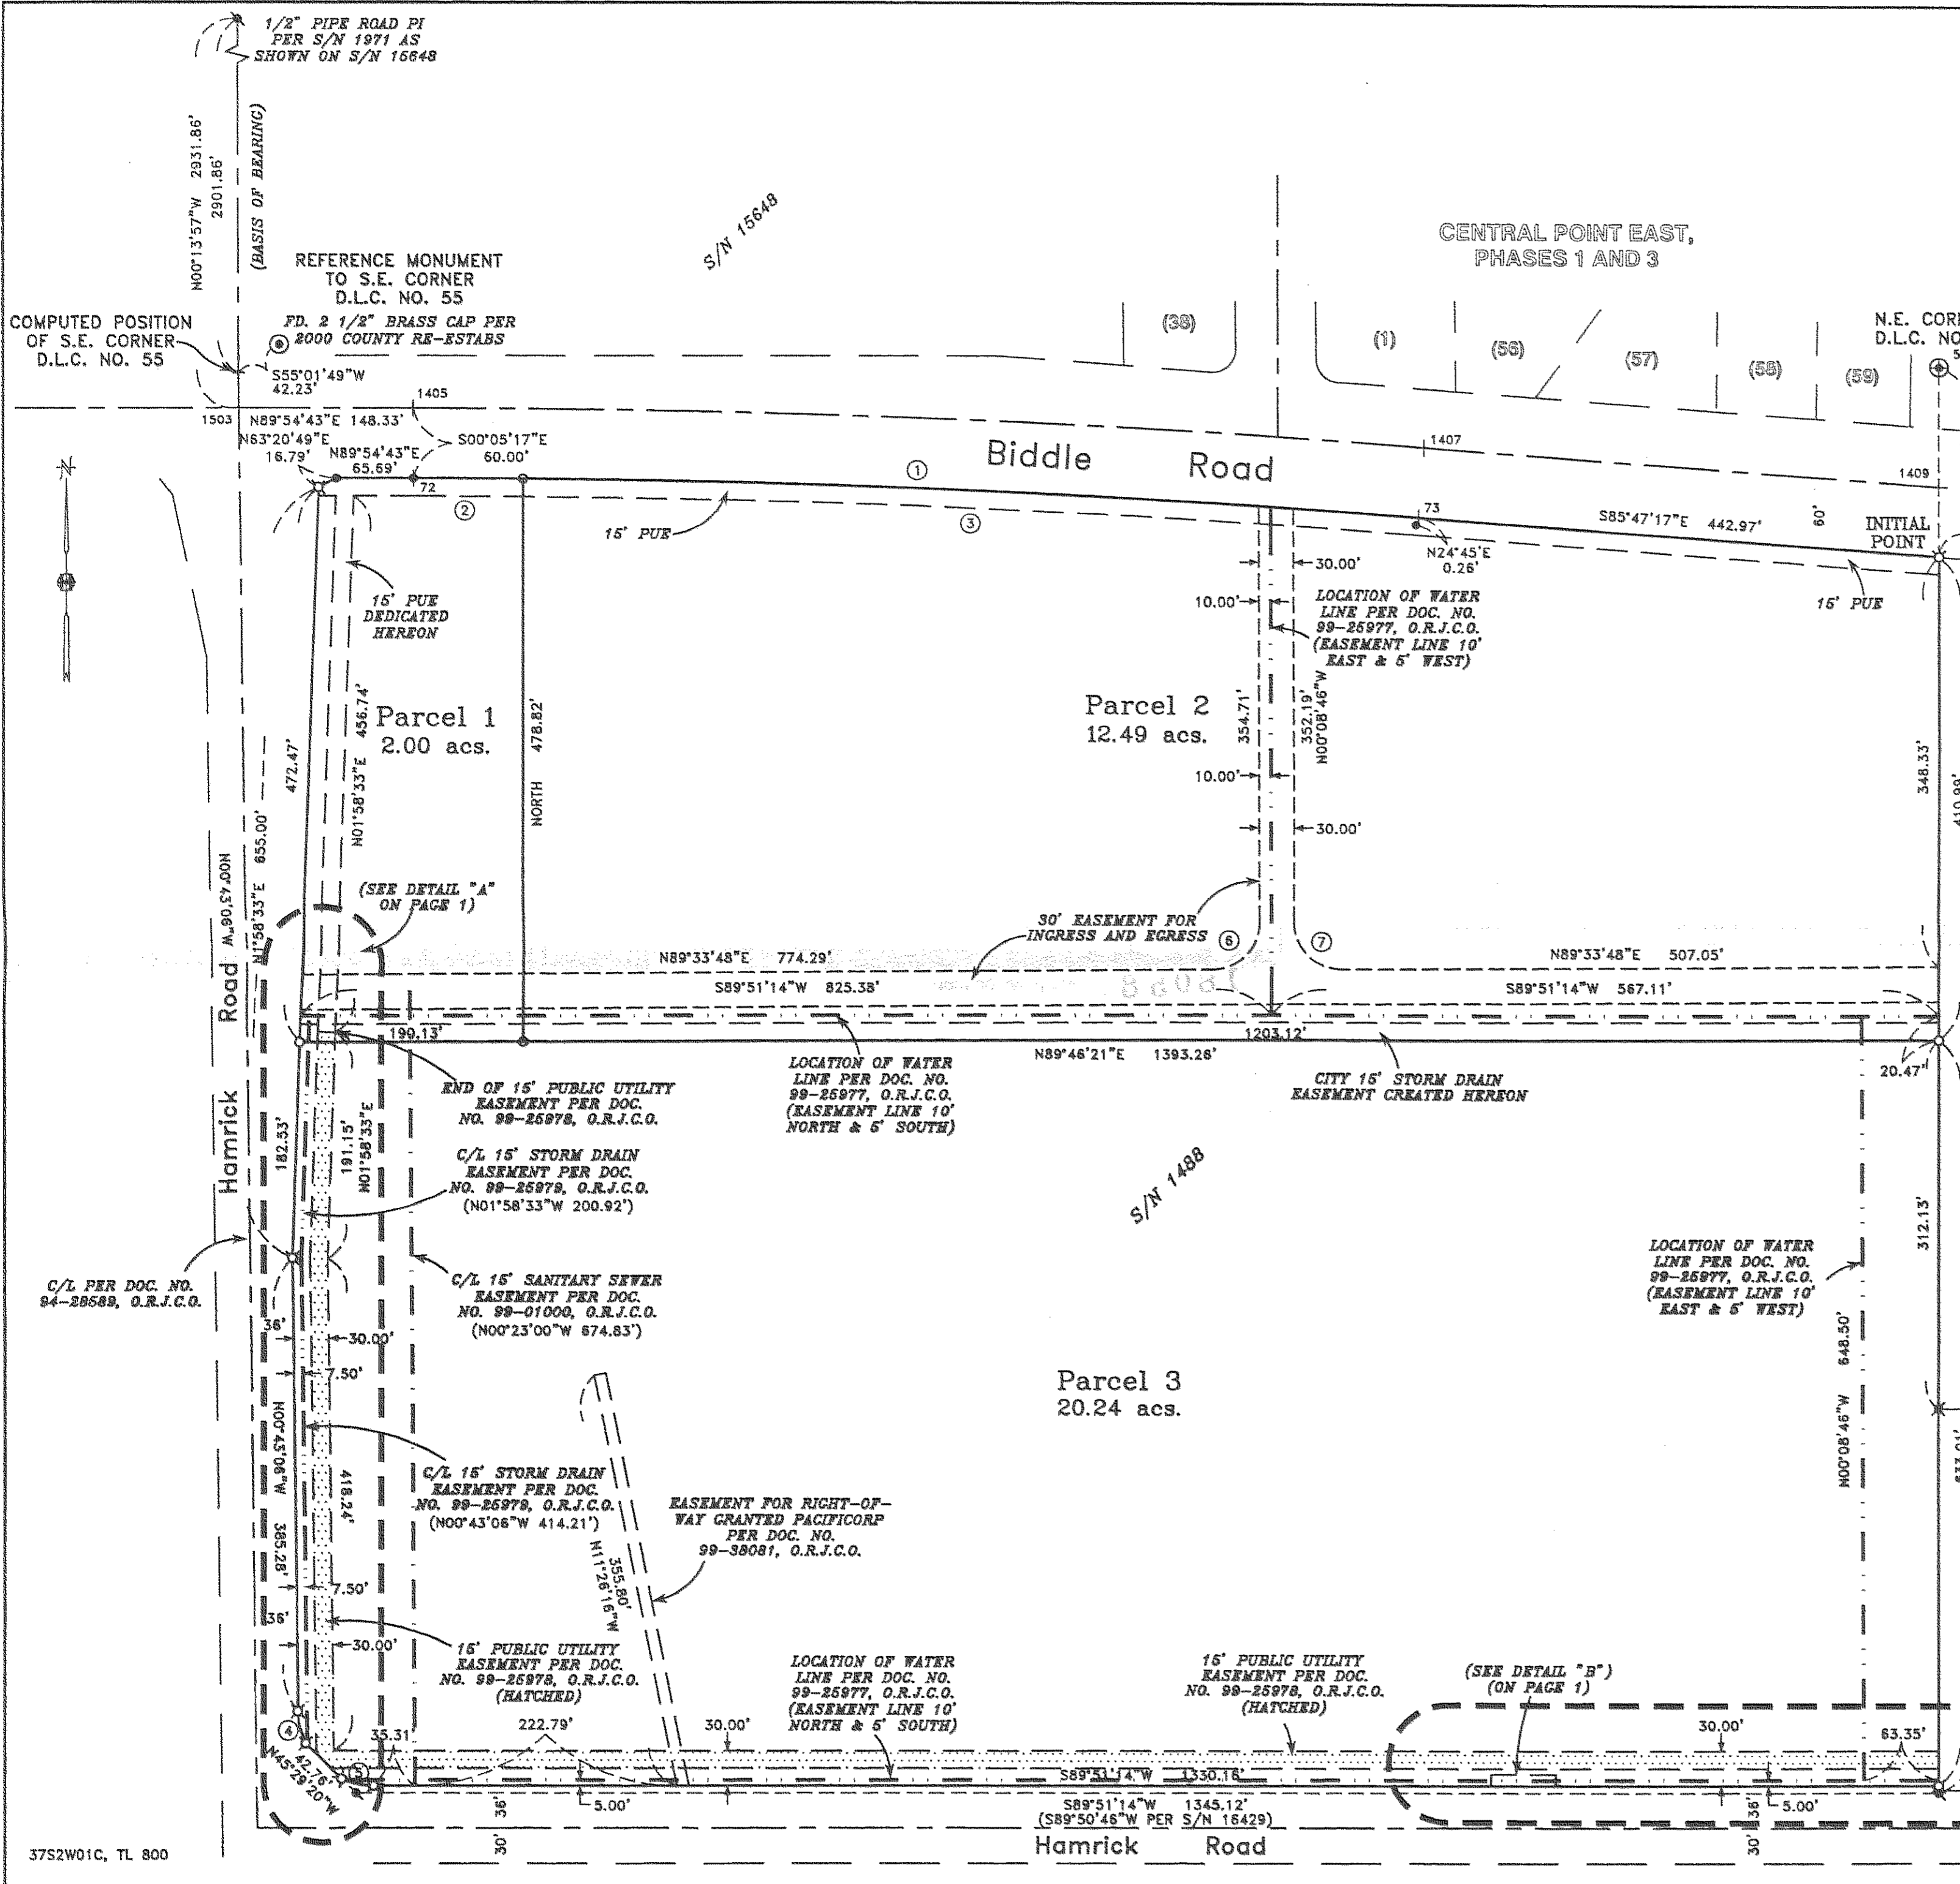 1/2" PIPE ROAD PI
PER S/N 1971 AS
SHOWN ON S/N 15648
N00°13'57"W 2931.86'
2901.86'
(BASIS OF BEARING)
S/N 15648
CENTRAL POINT EAST,
PHASES 1 AND 3
REFERENCE MONUMENT
TO S.E. CORNER
D.L.C. NO. 55
FD. 2 1/2" BRASS CAP PER
2000 COUNTY RE-ESTABS
COMPUTED POSITION
OF S.E. CORNER
D.L.C. NO. 55
S55°01'49"W
42.23'
(38)
(1)
(56)
(57)
(58)
(59)
N.E. COR
D.L.C. NO
1503
N89°54'43"E 148.33'
1405
N63°20'49"E
16.79'
N89°54'43"E
65.69'
S00°05'17"E
60.00'
72
Biddle Road
1407
1409
①
②
③
15' PUE
73
S85°47'17"E 442.97'
60'
INITIAL
POINT
N24°45'E
0.26'
15' PUE
N
15' PUE
DEDICATED
HEREON
30.00'
10.00'
LOCATION OF WATER
LINE PER DOC. NO.
99-25977, O.R.J.C.O.
(EASEMENT LINE 10'
EAST & 5' WEST)
Parcel 1
2.00 acs.
Parcel 2
12.49 acs.
472.47'
N01°58'33"E 456.74'
NORTH 478.82'
354.71'
352.19'
N00°08'46"W
10.00'
30.00'
348.33'
410.99'
N00°43'06"W
N1°58'33"E 655.00'
(SEE DETAIL "A"
ON PAGE 1)
30' EASEMENT FOR
INGRESS AND EGRESS
⑥
⑦
N89°33'48"E 774.29'
N89°33'48"E 507.05'
S89°51'14"W 825.38'
S89°51'14"W 567.11'
190.13'
1203.12'
N89°46'21"E 1393.26'
20.47'
Hamrick Road
END OF 15' PUBLIC UTILITY
EASEMENT PER DOC.
NO. 99-25978, O.R.J.C.O.
LOCATION OF WATER
LINE PER DOC. NO.
99-25977, O.R.J.C.O.
(EASEMENT LINE 10'
NORTH & 5' SOUTH)
CITY 15' STORM DRAIN
EASEMENT CREATED HEREON
182.53'
191.15'
N01°58'33"E
C/L 15' STORM DRAIN
EASEMENT PER DOC.
NO. 99-25979, O.R.J.C.O.
(N01°58'33"W 200.92')
S/N 1488
312.13'
C/L PER DOC. NO.
94-28689, O.R.J.C.O.
C/L 15' SANITARY SEWER
EASEMENT PER DOC.
NO. 99-01000, O.R.J.C.O.
(N00°23'00"W 674.83')
LOCATION OF WATER
LINE PER DOC. NO.
99-25977, O.R.J.C.O.
(EASEMENT LINE 10'
EAST & 5' WEST)
36'
30.00'
7.50'
Parcel 3
20.24 acs.
N00°08'46"W 648.50'
N00°43'06"W 385.28'
418.24'
C/L 15' STORM DRAIN
EASEMENT PER DOC.
NO. 99-25979, O.R.J.C.O.
(N00°43'06"W 414.21')
EASEMENT FOR RIGHT-OF-
WAY GRANTED PACIFICORP
PER DOC. NO.
99-38081, O.R.J.C.O.
355.80'
N11°26'16"W
7.50'
36'
30.00'
15' PUBLIC UTILITY
EASEMENT PER DOC.
NO. 99-25978, O.R.J.C.O.
(HATCHED)
LOCATION OF WATER
LINE PER DOC. NO.
99-25977, O.R.J.C.O.
(EASEMENT LINE 10'
NORTH & 5' SOUTH)
15' PUBLIC UTILITY
EASEMENT PER DOC.
NO. 99-25978, O.R.J.C.O.
(HATCHED)
(SEE DETAIL "B")
(ON PAGE 1)
④
35.31'
222.79'
30.00'
30.00'
63.35'
42.76'
N45°29'20"W
⑤
S89°51'14"W 1330.16'
36'
5.00'
S89°51'14"W 1345.12'
(S89°50'46"W PER S/N 16429)
36'
5.00'
30'
Hamrick Road
30'
37S2W01C, TL 800